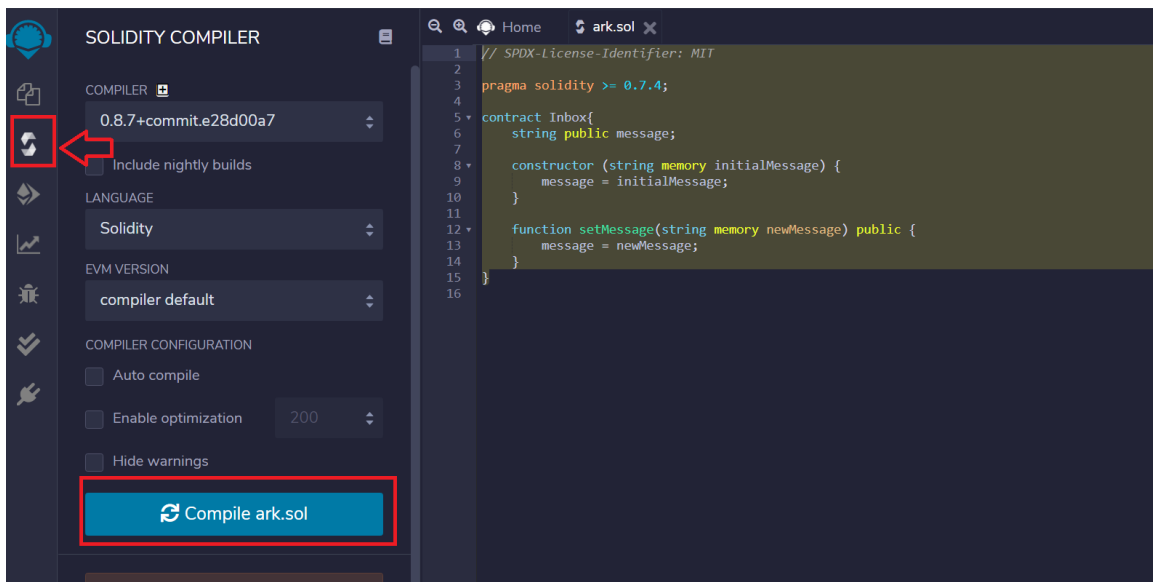 SOLIDITY COMPILER
COMPILER
0.8.7+commit.e28d00a7
Include nightly builds
LANGUAGE
Solidity
EVM VERSION
compiler default
COMPILER CONFIGURATION
Auto compile
Enable optimization 200
Hide warnings
Compile ark.sol
Home ark.sol
1 // SPDX-License-Identifier: MIT
2
3 pragma solidity >= 0.7.4;
4
5 contract Inbox{
6 string public message;
7
8 constructor (string memory initialMessage) {
9 message = initialMessage;
10 }
11
12 function setMessage(string memory newMessage) public {
13 message = newMessage;
14 }
15 }
16